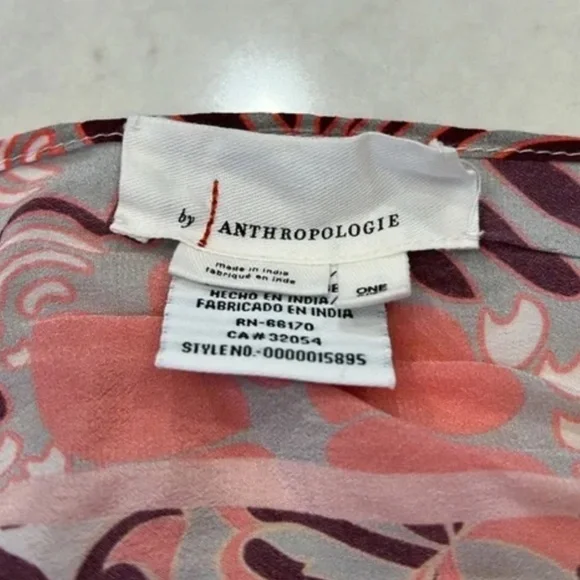 by ANTHROPOLOGIE
made in india
fabriqué en inde
ONE
HECHO EN INDIA/
FABRICADO EN INDIA
RN-66170
CA# 32054
STYLE NO.-0000015895